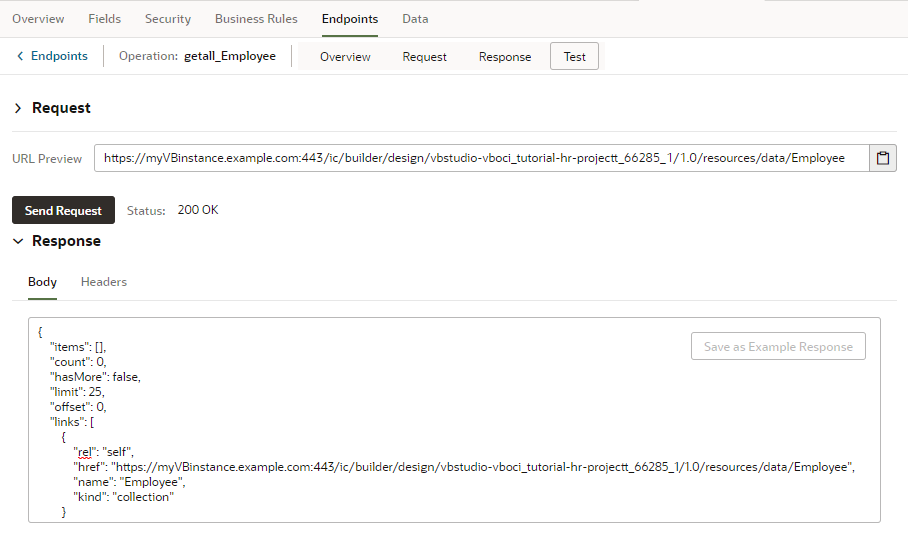 Overview Fields Security Business Rules Endpoints Data
Endpoints Operation: getall_Employee Overview Request Response Test
Request
URL Preview https://myVBinstance.example.com:443/ic/builder/design/vbstudio-vboci_tutorial-hr-projectt_66285_1/1.0/resources/data/Employee
Send Request Status: 200 OK
Response
Body Headers
{
"items": [],
Save as Example Response
"count": 0,
"hasMore": false,
"limit": 25,
"offset": 0,
"links": [
{
"rel": "self",
"href": "https://myVBinstance.example.com:443/ic/builder/design/vbstudio-vboci_tutorial-hr-projectt_66285_1/1.0/resources/data/Employee",
"name": "Employee",
"kind": "collection"
}